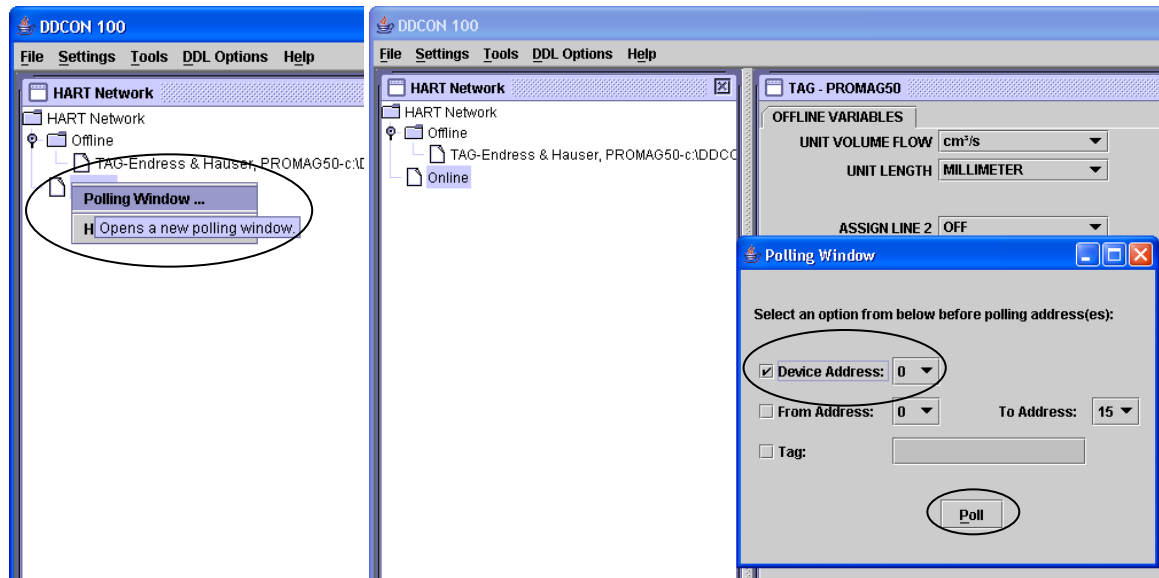 DDCON 100
File Settings Tools DDL Options Help
HART Network
HART Network
Offline
TAG-Endress & Hauser, PROMAG50-c:\D
Polling Window ...
H
Opens a new polling window.
DDCON 100
File Settings Tools DDL Options Help
HART Network
HART Network
Offline
TAG-Endress & Hauser, PROMAG50-c:\DDCO
Online
TAG - PROMAG50
OFFLINE VARIABLES
UNIT VOLUME FLOW cm³/s
UNIT LENGTH MILLIMETER
ASSIGN LINE 2 OFF
Polling Window
Select an option from below before polling address(es):
Device Address: 0
From Address: 0 To Address: 15
Tag:
Poll